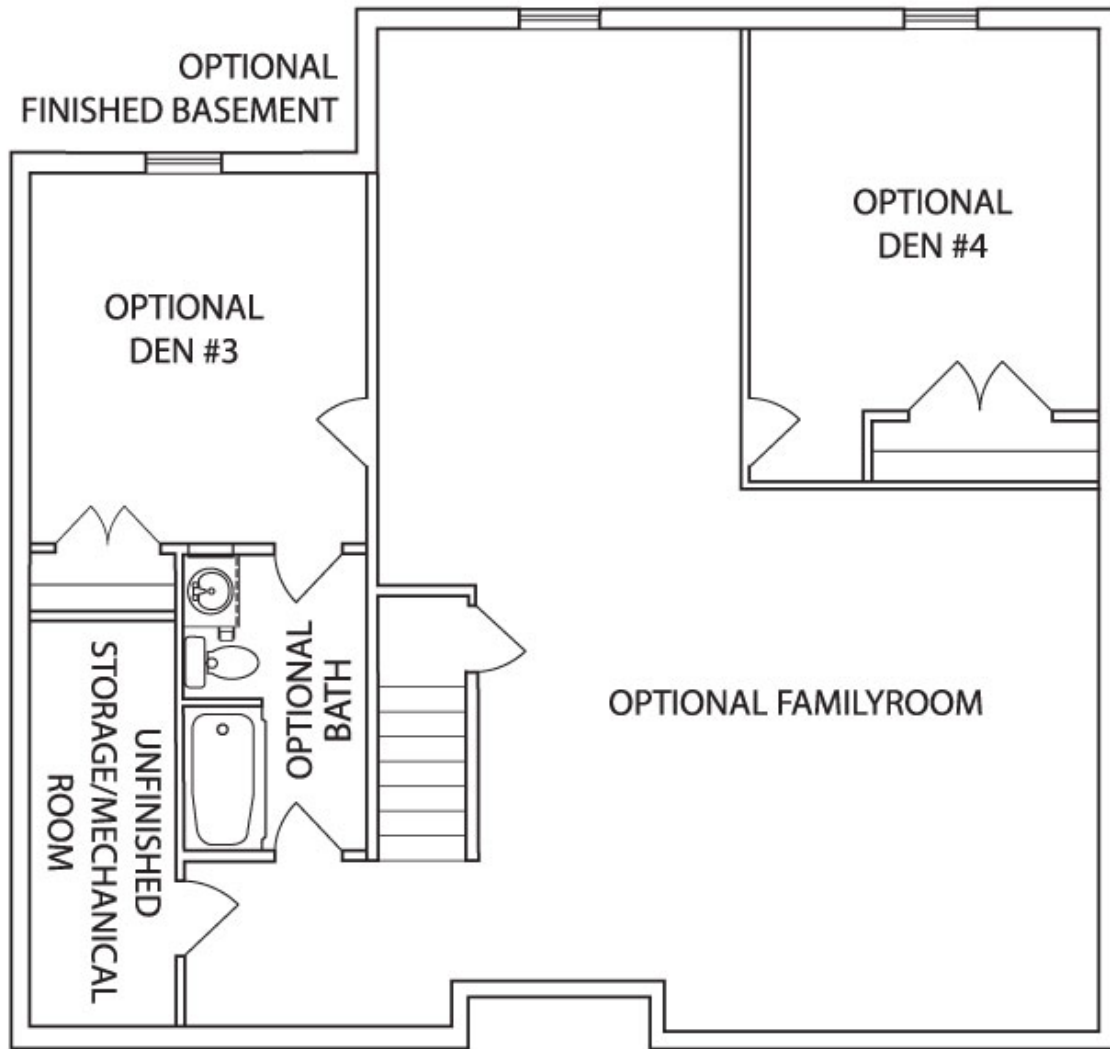 OPTIONAL
FINISHED BASEMENT
OPTIONAL
DEN #4
OPTIONAL
DEN #3
BATH
OPTIONAL
OPTIONAL FAMILYROOM
UNFINISHED
STORAGE/MECHANICAL
ROOM